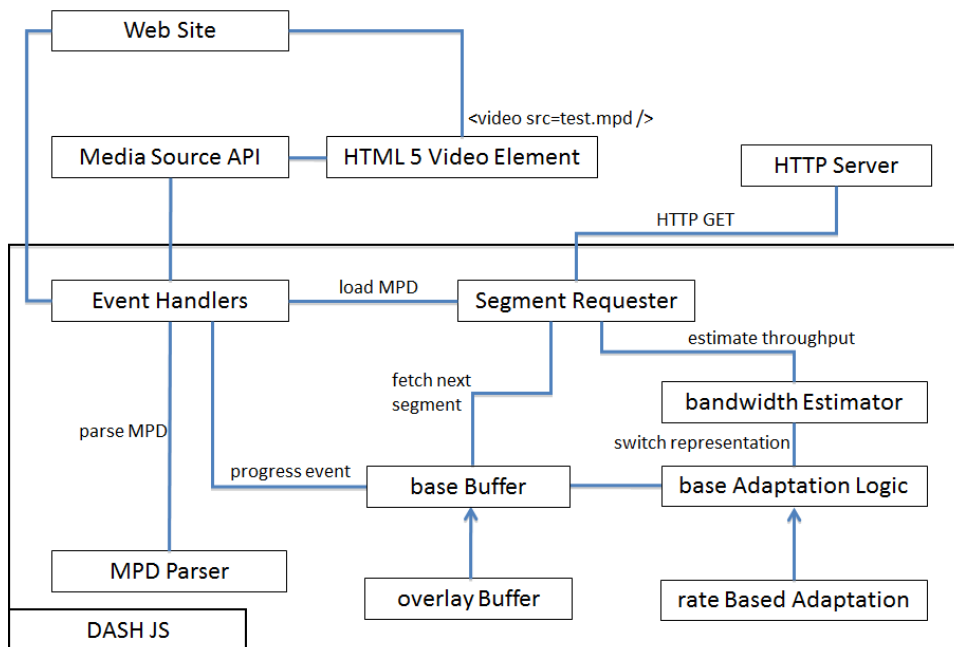 Web Site
<video src=test.mpd />
Media Source API
HTML 5 Video Element
HTTP Server
HTTP GET
Event Handlers
load MPD
Segment Requester
estimate throughput
fetch next
segment
bandwidth Estimator
parse MPD
switch representation
progress event
base Buffer
base Adaptation Logic
MPD Parser
overlay Buffer
rate Based Adaptation
DASH JS